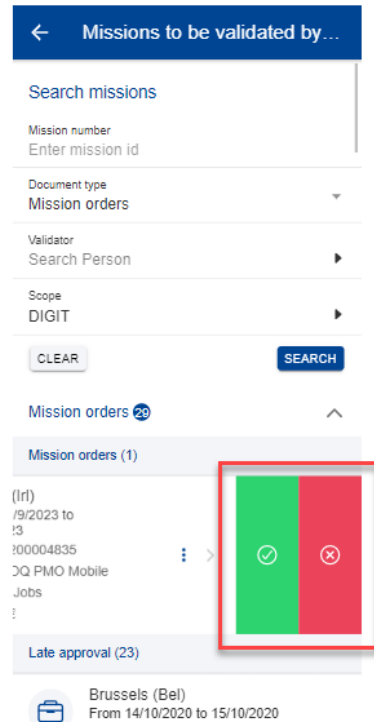 Missions to be validated by...
Search missions
Mission number
Enter mission id
Document type
Mission orders
Validator
Search Person
Scope
DIGIT
CLEAR
SEARCH
Mission orders 29
Mission orders (1)
(Irl)
/9/2023 to
23
200004835
OQ PMO Mobile
Jobs
Late approval (23)
Brussels (Bel)
From 14/10/2020 to 15/10/2020